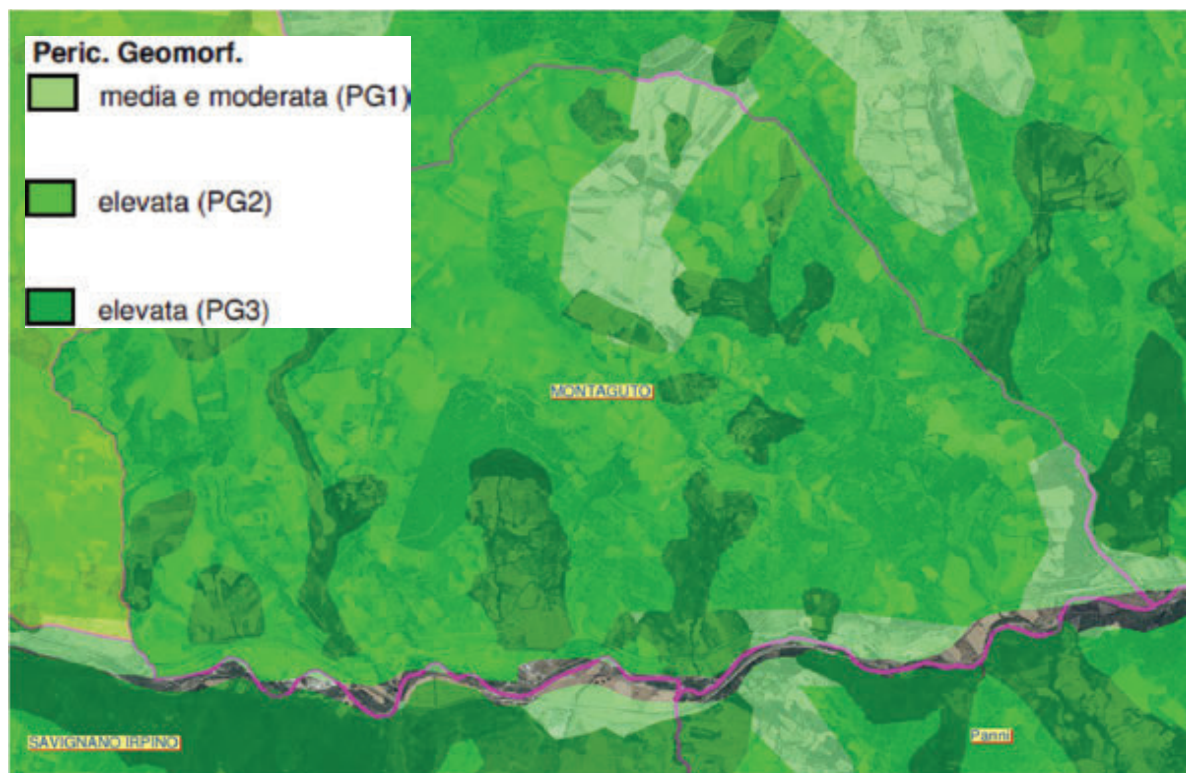 Peric. Geomorf.
media e moderata (PG1)
elevata (PG2)
elevata (PG3)
MONTAGUTO
SAVIGNANO IRPINO
Panni